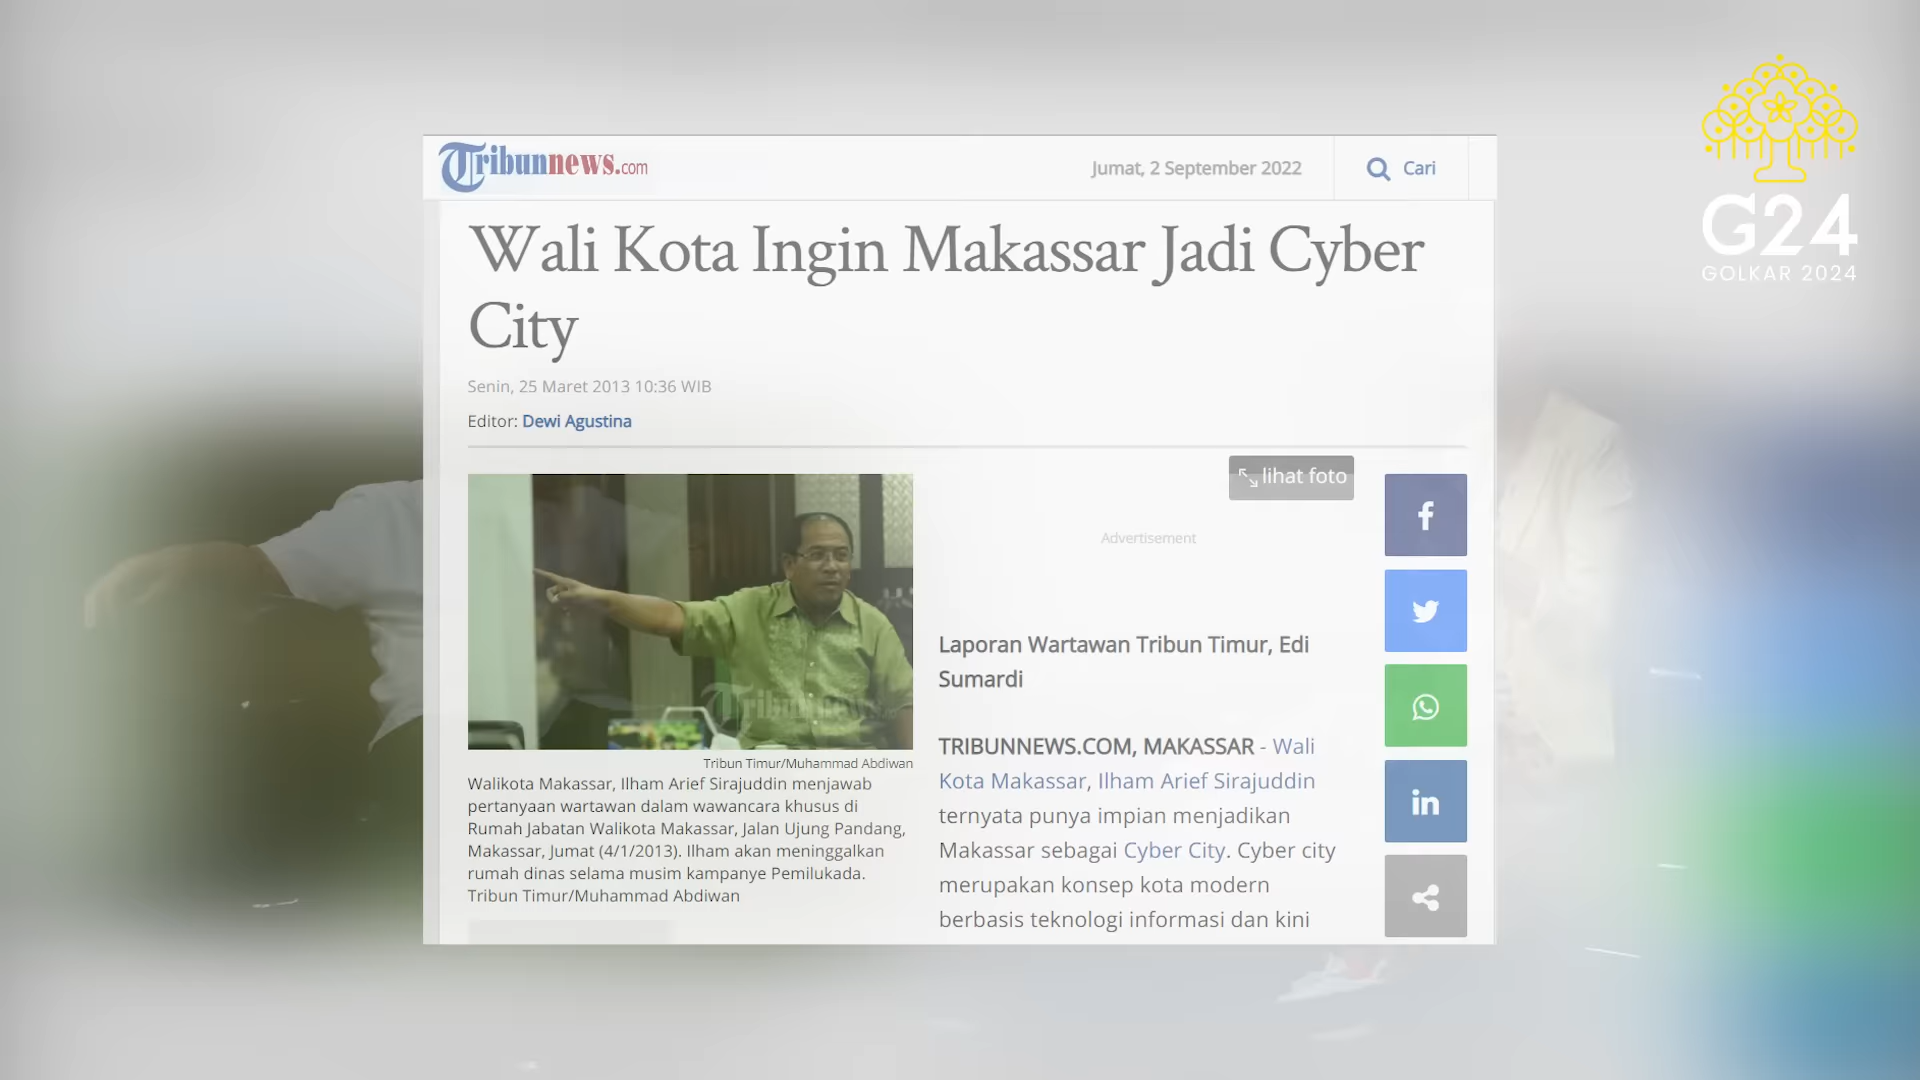 Tribunnews.com
Jumat, 2 September 2022
Cari
G24
GOLKAR 2024
Wali Kota Ingin Makassar Jadi Cyber
City
Senin, 25 Maret 2013 10:36 WIB
Editor: Dewi Agustina
lihat foto
Advertisement
Tribunnews
Tribun Timur/Muhammad Abdiwan
Walikota Makassar, Ilham Arief Sirajuddin menjawab
pertanyaan wartawan dalam wawancara khusus di
Rumah Jabatan Walikota Makassar, Jalan Ujung Pandang,
Makassar, Jumat (4/1/2013). Ilham akan meninggalkan
rumah dinas selama musim kampanye Pemilukada.
Tribun Timur/Muhammad Abdiwan
Laporan Wartawan Tribun Timur, Edi
Sumardi
TRIBUNNEWS.COM, MAKASSAR - Wali
Kota Makassar, Ilham Arief Sirajuddin
ternyata punya impian menjadikan
Makassar sebagai Cyber City. Cyber city
merupakan konsep kota modern
berbasis teknologi informasi dan kini